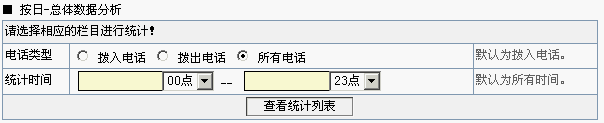 ■ 按日-总体数据分析
请选择相应的栏目进行统计!
电话类型 拨入电话 拨出电话 所有电话 默认为拨入电话。
统计时间 00点 -- 23点 默认为所有时间。
查看统计列表